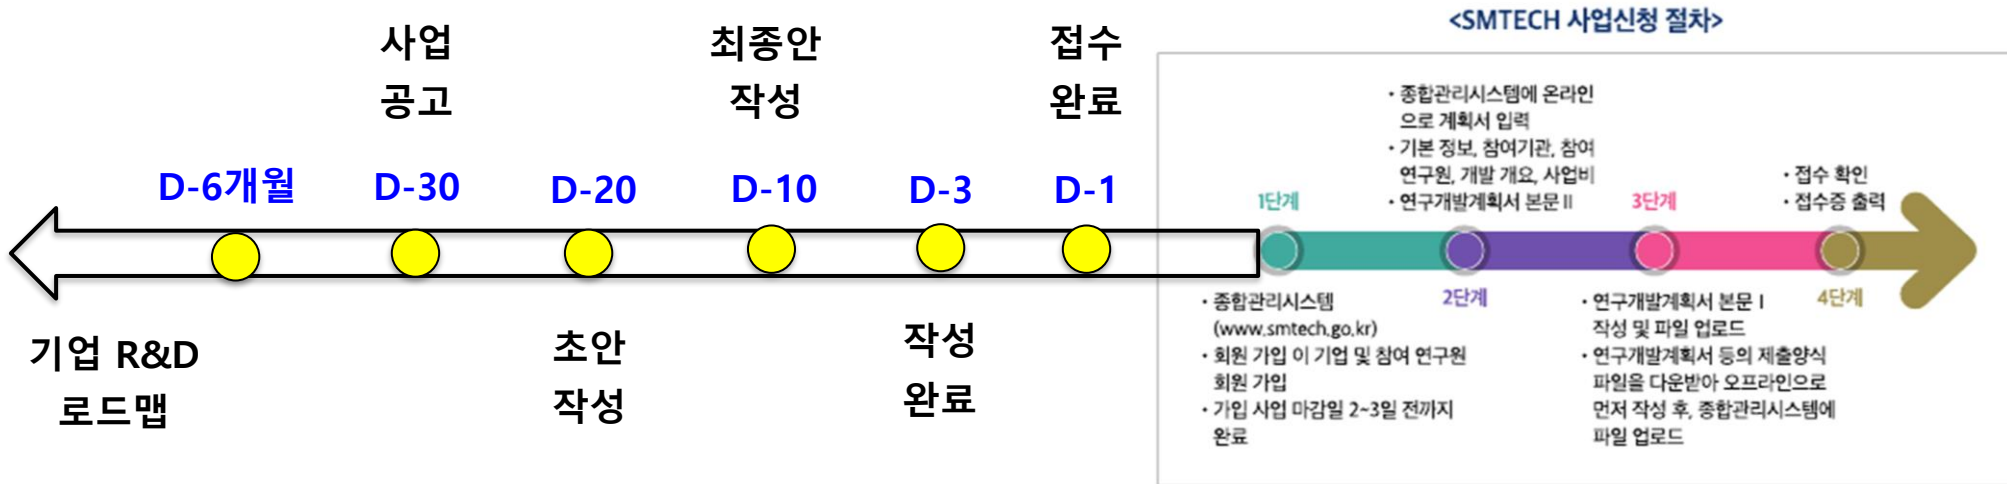 <SMTECH 사업신청 절차>
사업
공고
최종안
작성
접수
완료
D-6개월
D-30
D-20
D-10
D-3
D-1
기업 R&D
로드맵
초안
작성
작성
완료
1단계
• 종합관리시스템
(www.smtech.go.kr)
• 회원 가입 이 기업 및 참여 연구원
회원 가입
• 가입 사업 마감일 2~3일 전까지
완료
• 종합관리시스템에 온라인
으로 계획서 입력
• 기본 정보, 참여기관, 참여
연구원, 개발 개요, 사업비
• 연구개발계획서 본문 II
2단계
3단계
• 연구개발계획서 본문 I
작성 및 파일 업로드
• 연구개발계획서 등의 제출양식
파일을 다운받아 오프라인으로
먼저 작성 후, 종합관리시스템에
파일 업로드
• 접수 확인
• 접수증 출력
4단계